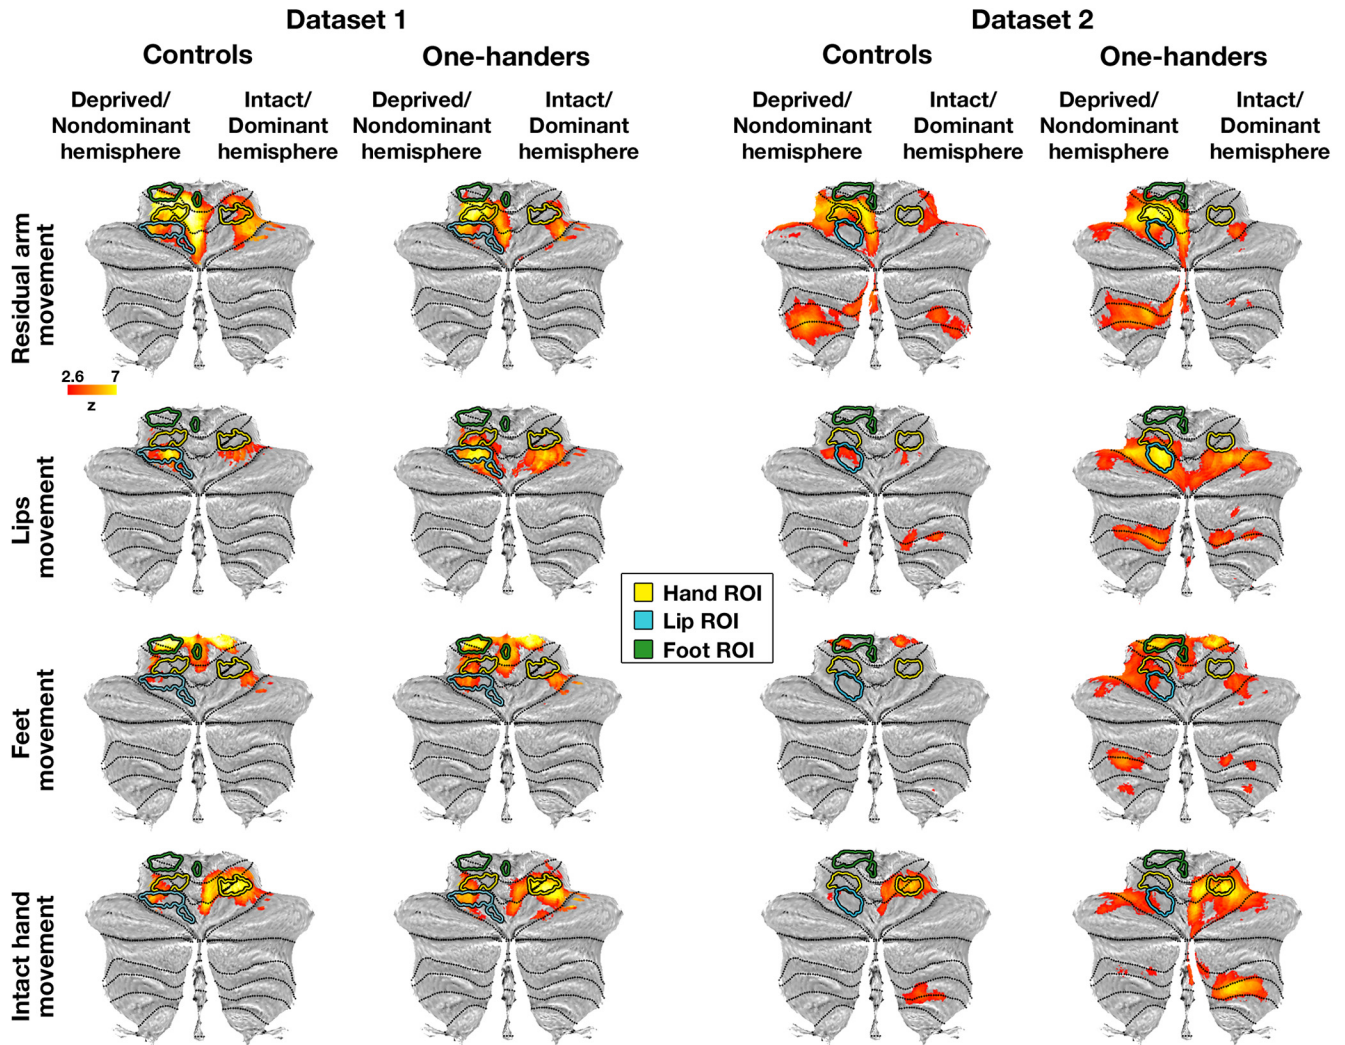 Dataset 1
Dataset 2
Controls
One-handers
Controls
One-handers
Deprived/
Nondominant
hemisphere
Intact/
Dominant
hemisphere
Deprived/
Nondominant
hemisphere
Intact/
Dominant
hemisphere
Deprived/
Nondominant
hemisphere
Intact/
Dominant
hemisphere
Deprived/
Nondominant
hemisphere
Intact/
Dominant
hemisphere
Residual arm
movement
2.6 7
z
Lips
movement
Hand ROI
Lip ROI
Foot ROI
Feet
movement
Intact hand
movement